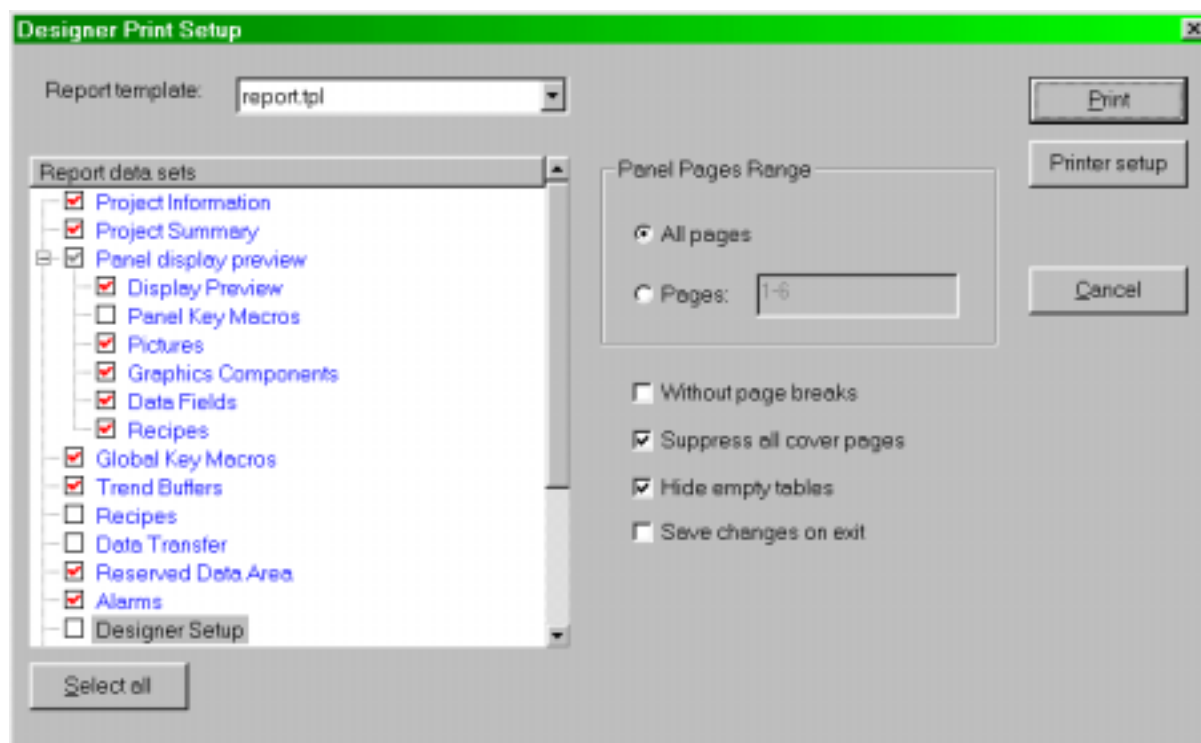 Designer Print Setup
Report template:
report.tpl
Print
Printer setup
Cancel
Report data sets
Project Information
Project Summary
Panel display preview
Display Preview
Panel Key Macros
Pictures
Graphics Components
Data Fields
Recipes
Global Key Macros
Trend Buffers
Recipes
Data Transfer
Reserved Data Area
Alarms
Designer Setup
Select all
Panel Pages Range
All pages
Pages:
1-6
Without page breaks
Suppress all cover pages
Hide empty tables
Save changes on exit